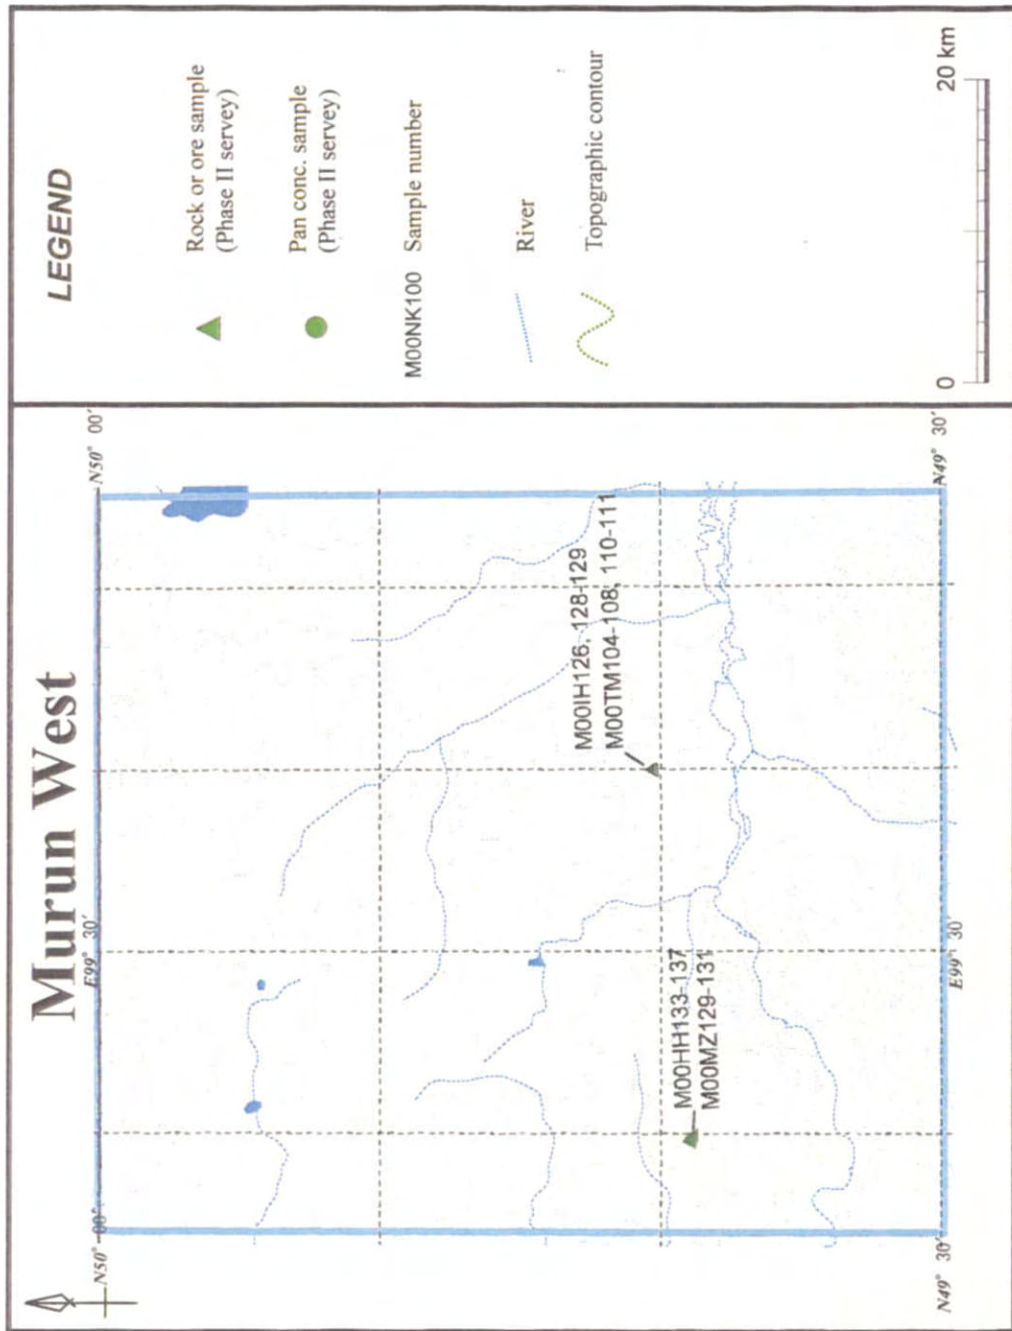 Murun West
N50° 00′
E99° 30′
N50° 00′
M00IH126, 128-129
M00TM104-108, 110-111
M00HH133-137
M00MZ129-131
N49° 30′
E99° 30′
N49° 30′
LEGEND
Rock or ore sample
(Phase II servey)
Pan conc. sample
(Phase II servey)
M00NK100 Sample number
River
Topographic contour
0 20 km